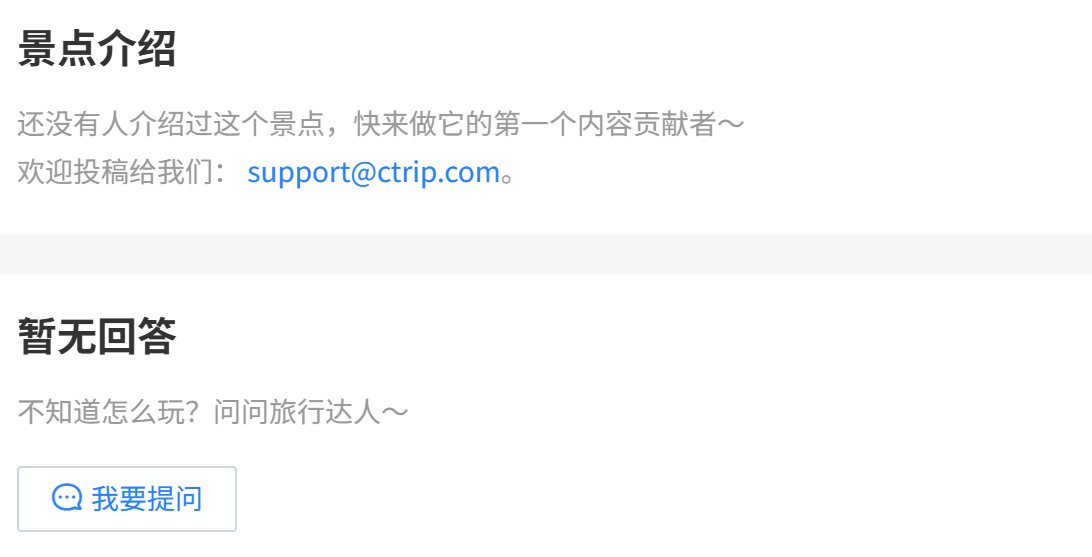 景点介绍
还没有人介绍过这个景点，快来做它的第一个内容贡献者～
欢迎投稿给我们： support@ctrip.com。
暂无回答
不知道怎么玩？问问旅行达人～
我要提问